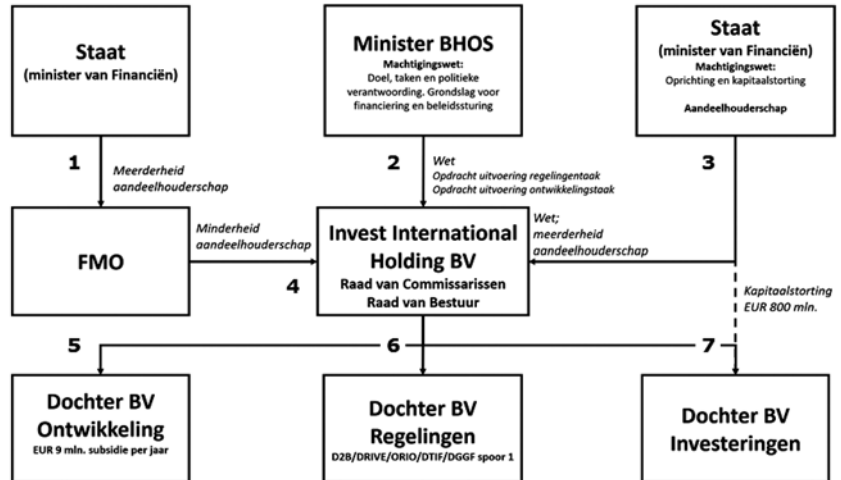 Staat
(minister van Financiën)
Minister BHOS
Machtigingswet:
Doel, taken en politieke
verantwoording. Grondslag voor
financiering en beleidssturing
Staat
(minister van Financiën)
Machtigingswet:
Oprichting en kapitaalstorting
Aandeelhouderschap
1
Meerderheid
aandeelhouderschap
2
Wet
Opdracht uitvoering regelingentaak
Opdracht uitvoering ontwikkelingstaak
3
FMO
Minderheid
aandeelhouderschap
4
Invest International
Holding BV
Raad van Commissarissen
Raad van Bestuur
Wet;
meerderheid
aandeelhouderschap
Kapitaalstorting
EUR 800 mln.
5
6
7
Dochter BV
Ontwikkeling
EUR 9 mln. subsidie per jaar
Dochter BV
Regelingen
D2B/DRIVE/ORIO/DTIF/DGGF spoor 1
Dochter BV
Investeringen